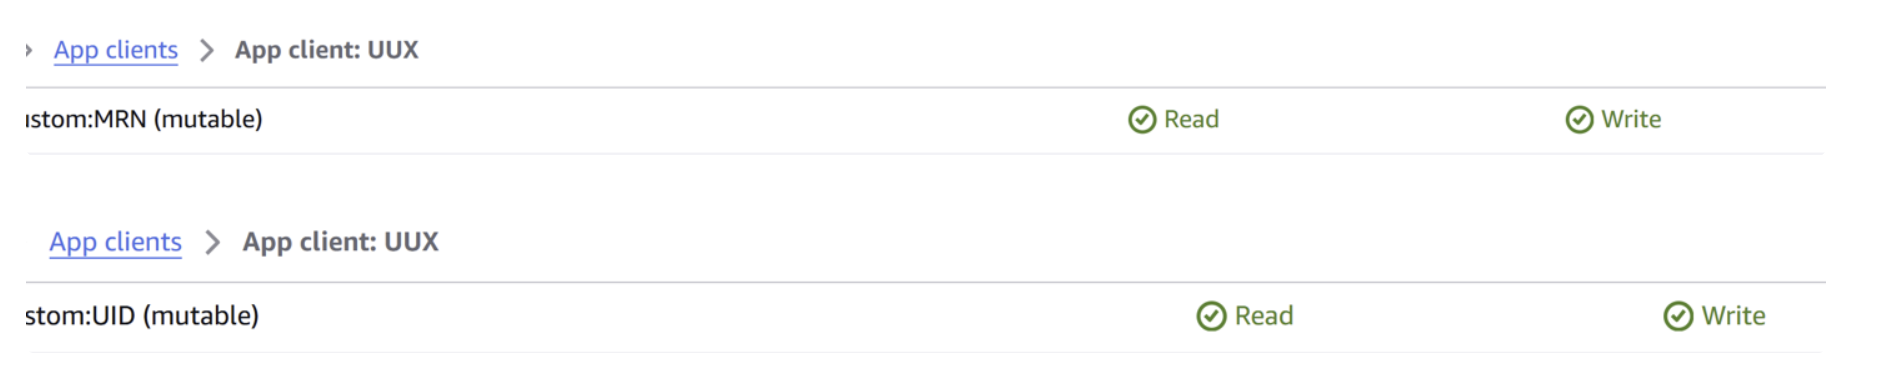 App clients > App client: UUX
ustom:MRN (mutable) Read Write
App clients > App client: UUX
stom:UID (mutable) Read Write